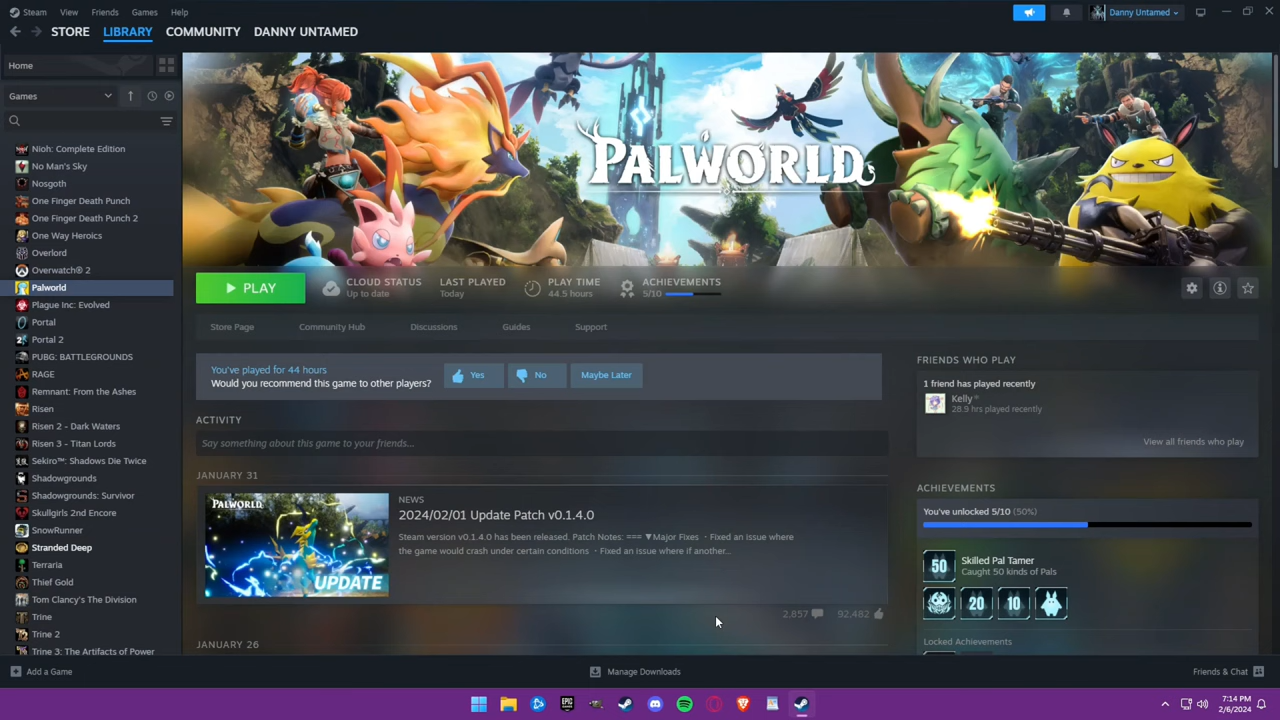 Steam View Friends Games Help
Danny Untamed
STORE LIBRARY COMMUNITY DANNY UNTAMED
Home
Games
Nioh: Complete Edition
No Man's Sky
Nosgoth
One Finger Death Punch
One Finger Death Punch 2
One Way Heroics
Overlord
Overwatch® 2
Palworld
Plague Inc: Evolved
Portal
Portal 2
PUBG: BATTLEGROUNDS
RAGE
Remnant: From the Ashes
Risen
Risen 2 - Dark Waters
Risen 3 - Titan Lords
Sekiro™: Shadows Die Twice
Shadowgrounds
Shadowgrounds: Survivor
Skullgirls 2nd Encore
SnowRunner
Stranded Deep
Terraria
Thief Gold
Tom Clancy's The Division
Trine
Trine 2
Trine 3: The Artifacts of Power
PALWORLD
PLAY
CLOUD STATUS
Up to date
LAST PLAYED
Today
PLAY TIME
44.5 hours
ACHIEVEMENTS
5/10
Store Page Community Hub Discussions Guides Support
You've played for 44 hours
Would you recommend this game to other players?
Yes No Maybe Later
ACTIVITY
Say something about this game to your friends...
JANUARY 31
PALWORLD
UPDATE
NEWS
2024/02/01 Update Patch v0.1.4.0
Steam version v0.1.4.0 has been released. Patch Notes: === ▼Major Fixes ・Fixed an issue where
the game would crash under certain conditions ・Fixed an issue where if another...
2,857 92,482
JANUARY 26
FRIENDS WHO PLAY
1 friend has played recently
Kelly
28.9 hrs played recently
View all friends who play
ACHIEVEMENTS
You've unlocked 5/10 (50%)
50
Skilled Pal Tamer
Caught 50 kinds of Pals
20 10
Locked Achievements
Add a Game
Manage Downloads
Friends & Chat
EPIC GAMES
7:14 PM
2/6/2024